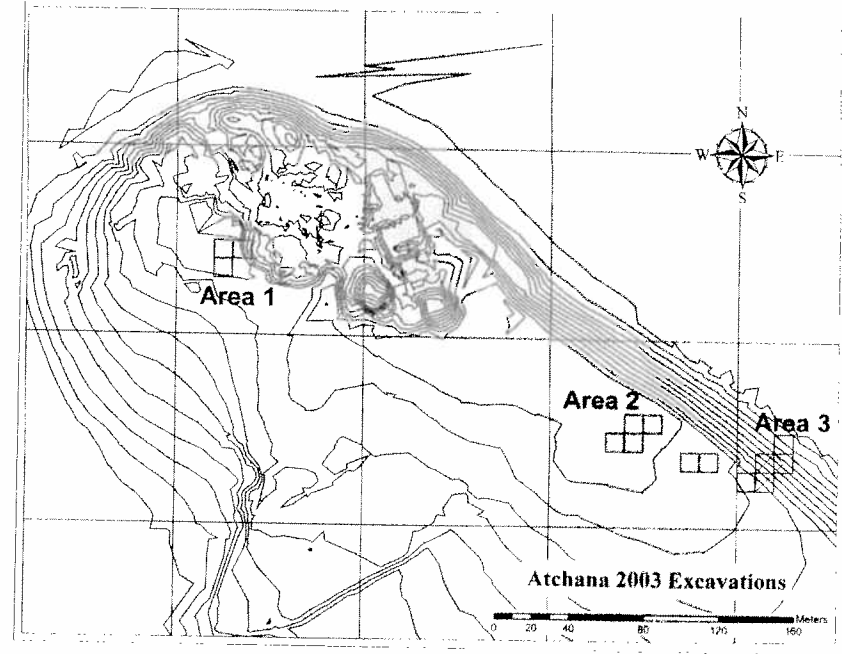 N
W E
S
Area 1
Area 2
Area 3
Atchana 2003 Excavations
Meters
0 20 40 80 120 160